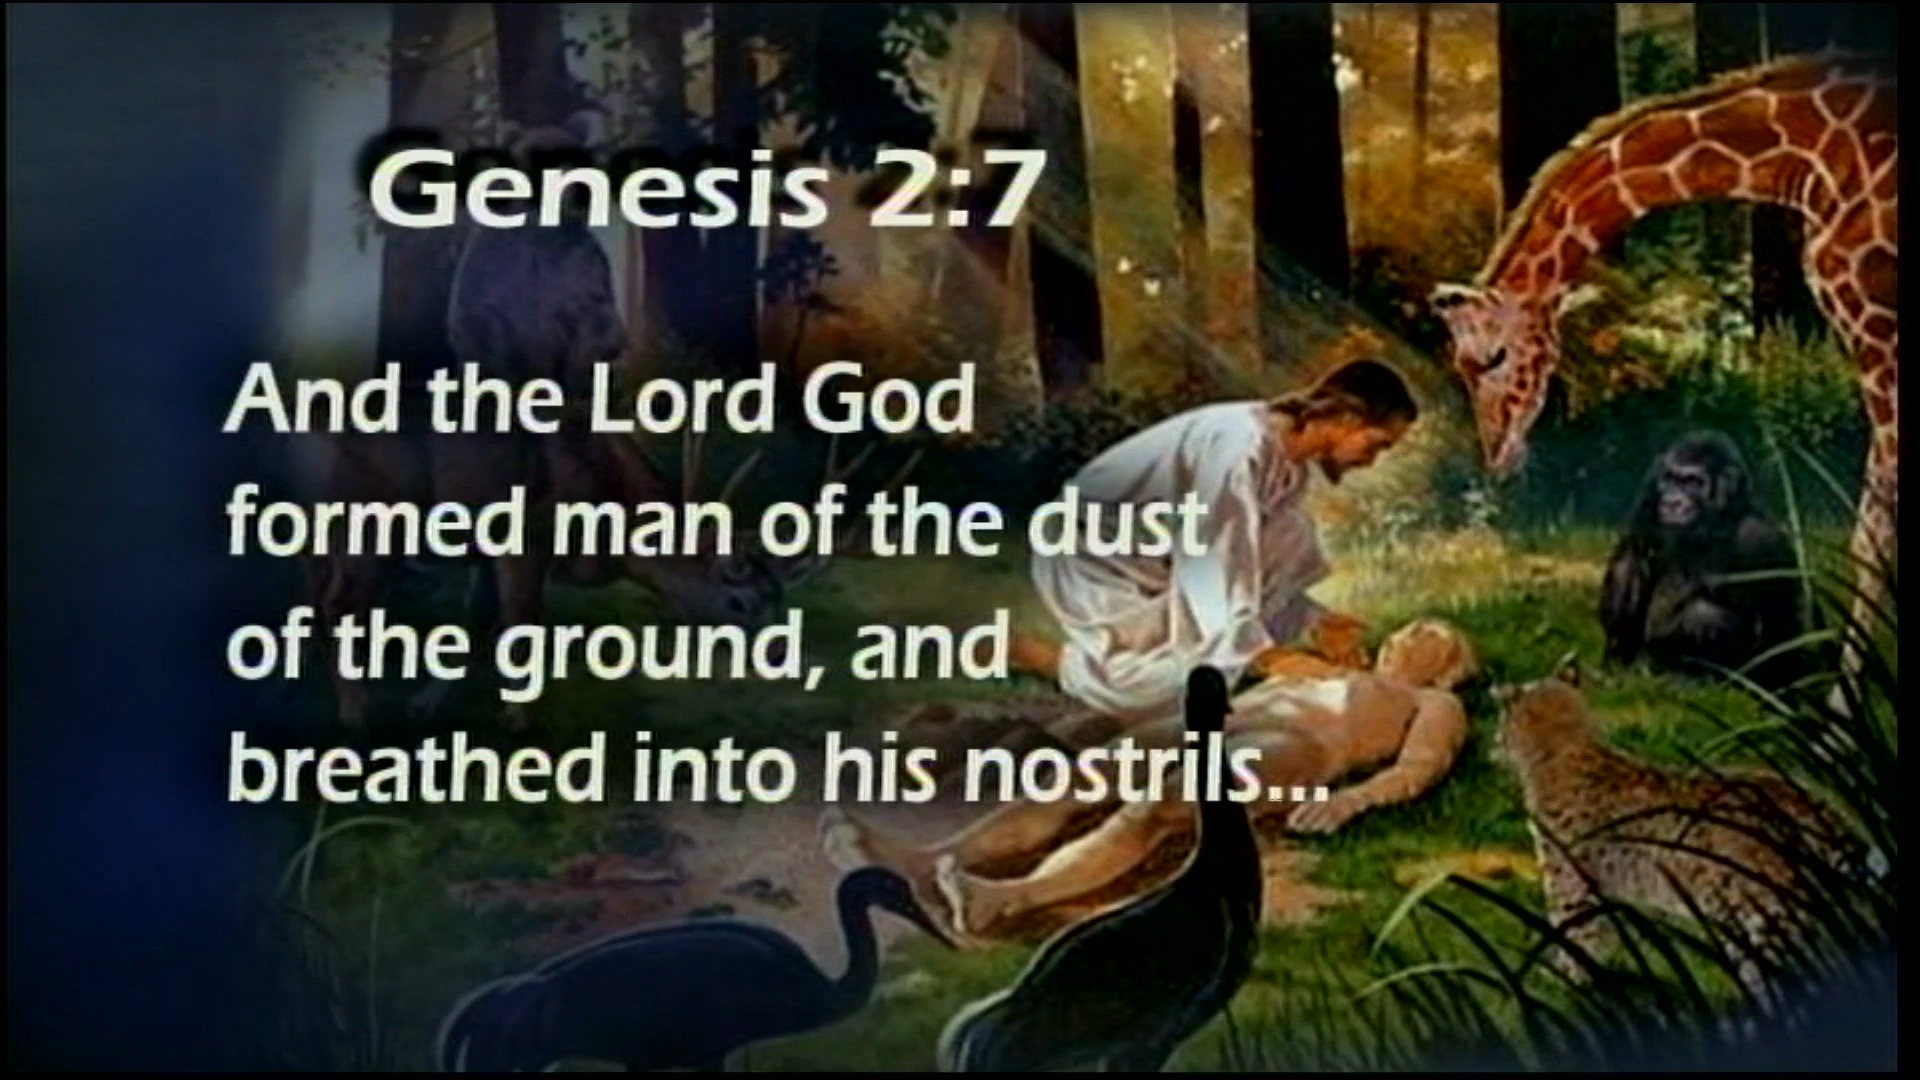 Genesis 2:7
And the Lord God
formed man of the dust
of the ground, and
breathed into his nostrils...